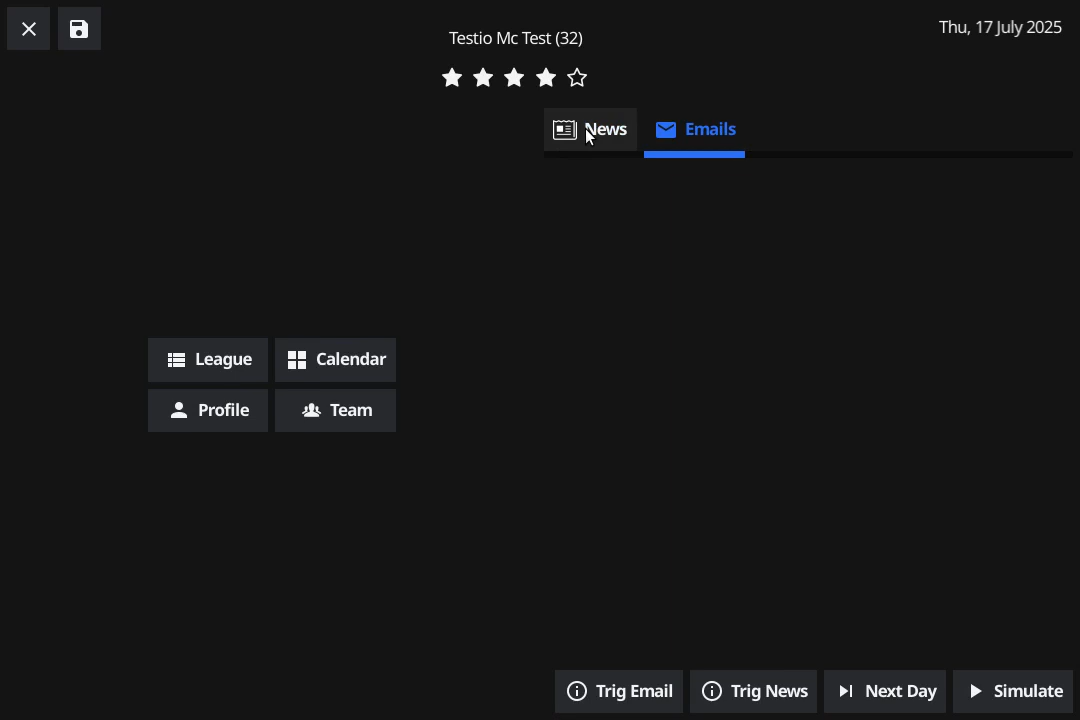 Testio Mc Test (32)
Thu, 17 July 2025
News
Emails
League
Calendar
Profile
Team
Trig Email
Trig News
Next Day
Simulate